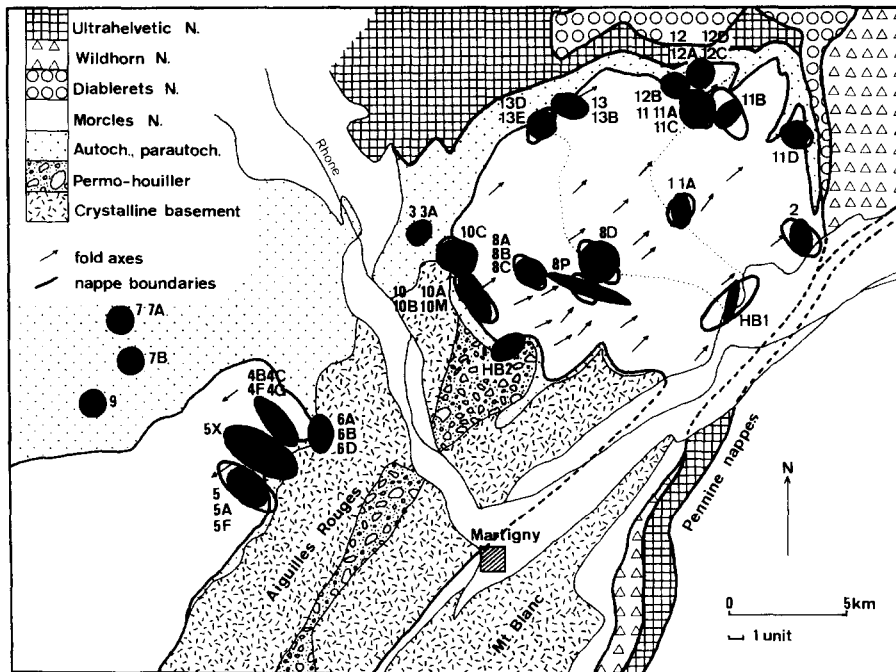 Ultrahelvetic N.
Wildhorn N.
Diablerets N.
Morcles N.
Autoch., parautoch.
Permo-houiller
Crystalline basement
fold axes
nappe boundaries
Rhone
12 12D
12A 12C
12B
11 11A
11C
11B
11D
13D
13E
13
13B
1 1A
2
3 3A
10C
8A
8B
8C
8P
8D
10 10A
10B 10M
HB1
HB2
7 7A
7B
9
4B 4C
4F 4G
5X
6A
6B
6D
5
5A
5F
Aiguilles Rouges
Martigny
Mt. Blanc
Pennine nappes
N
0 5km
1 unit